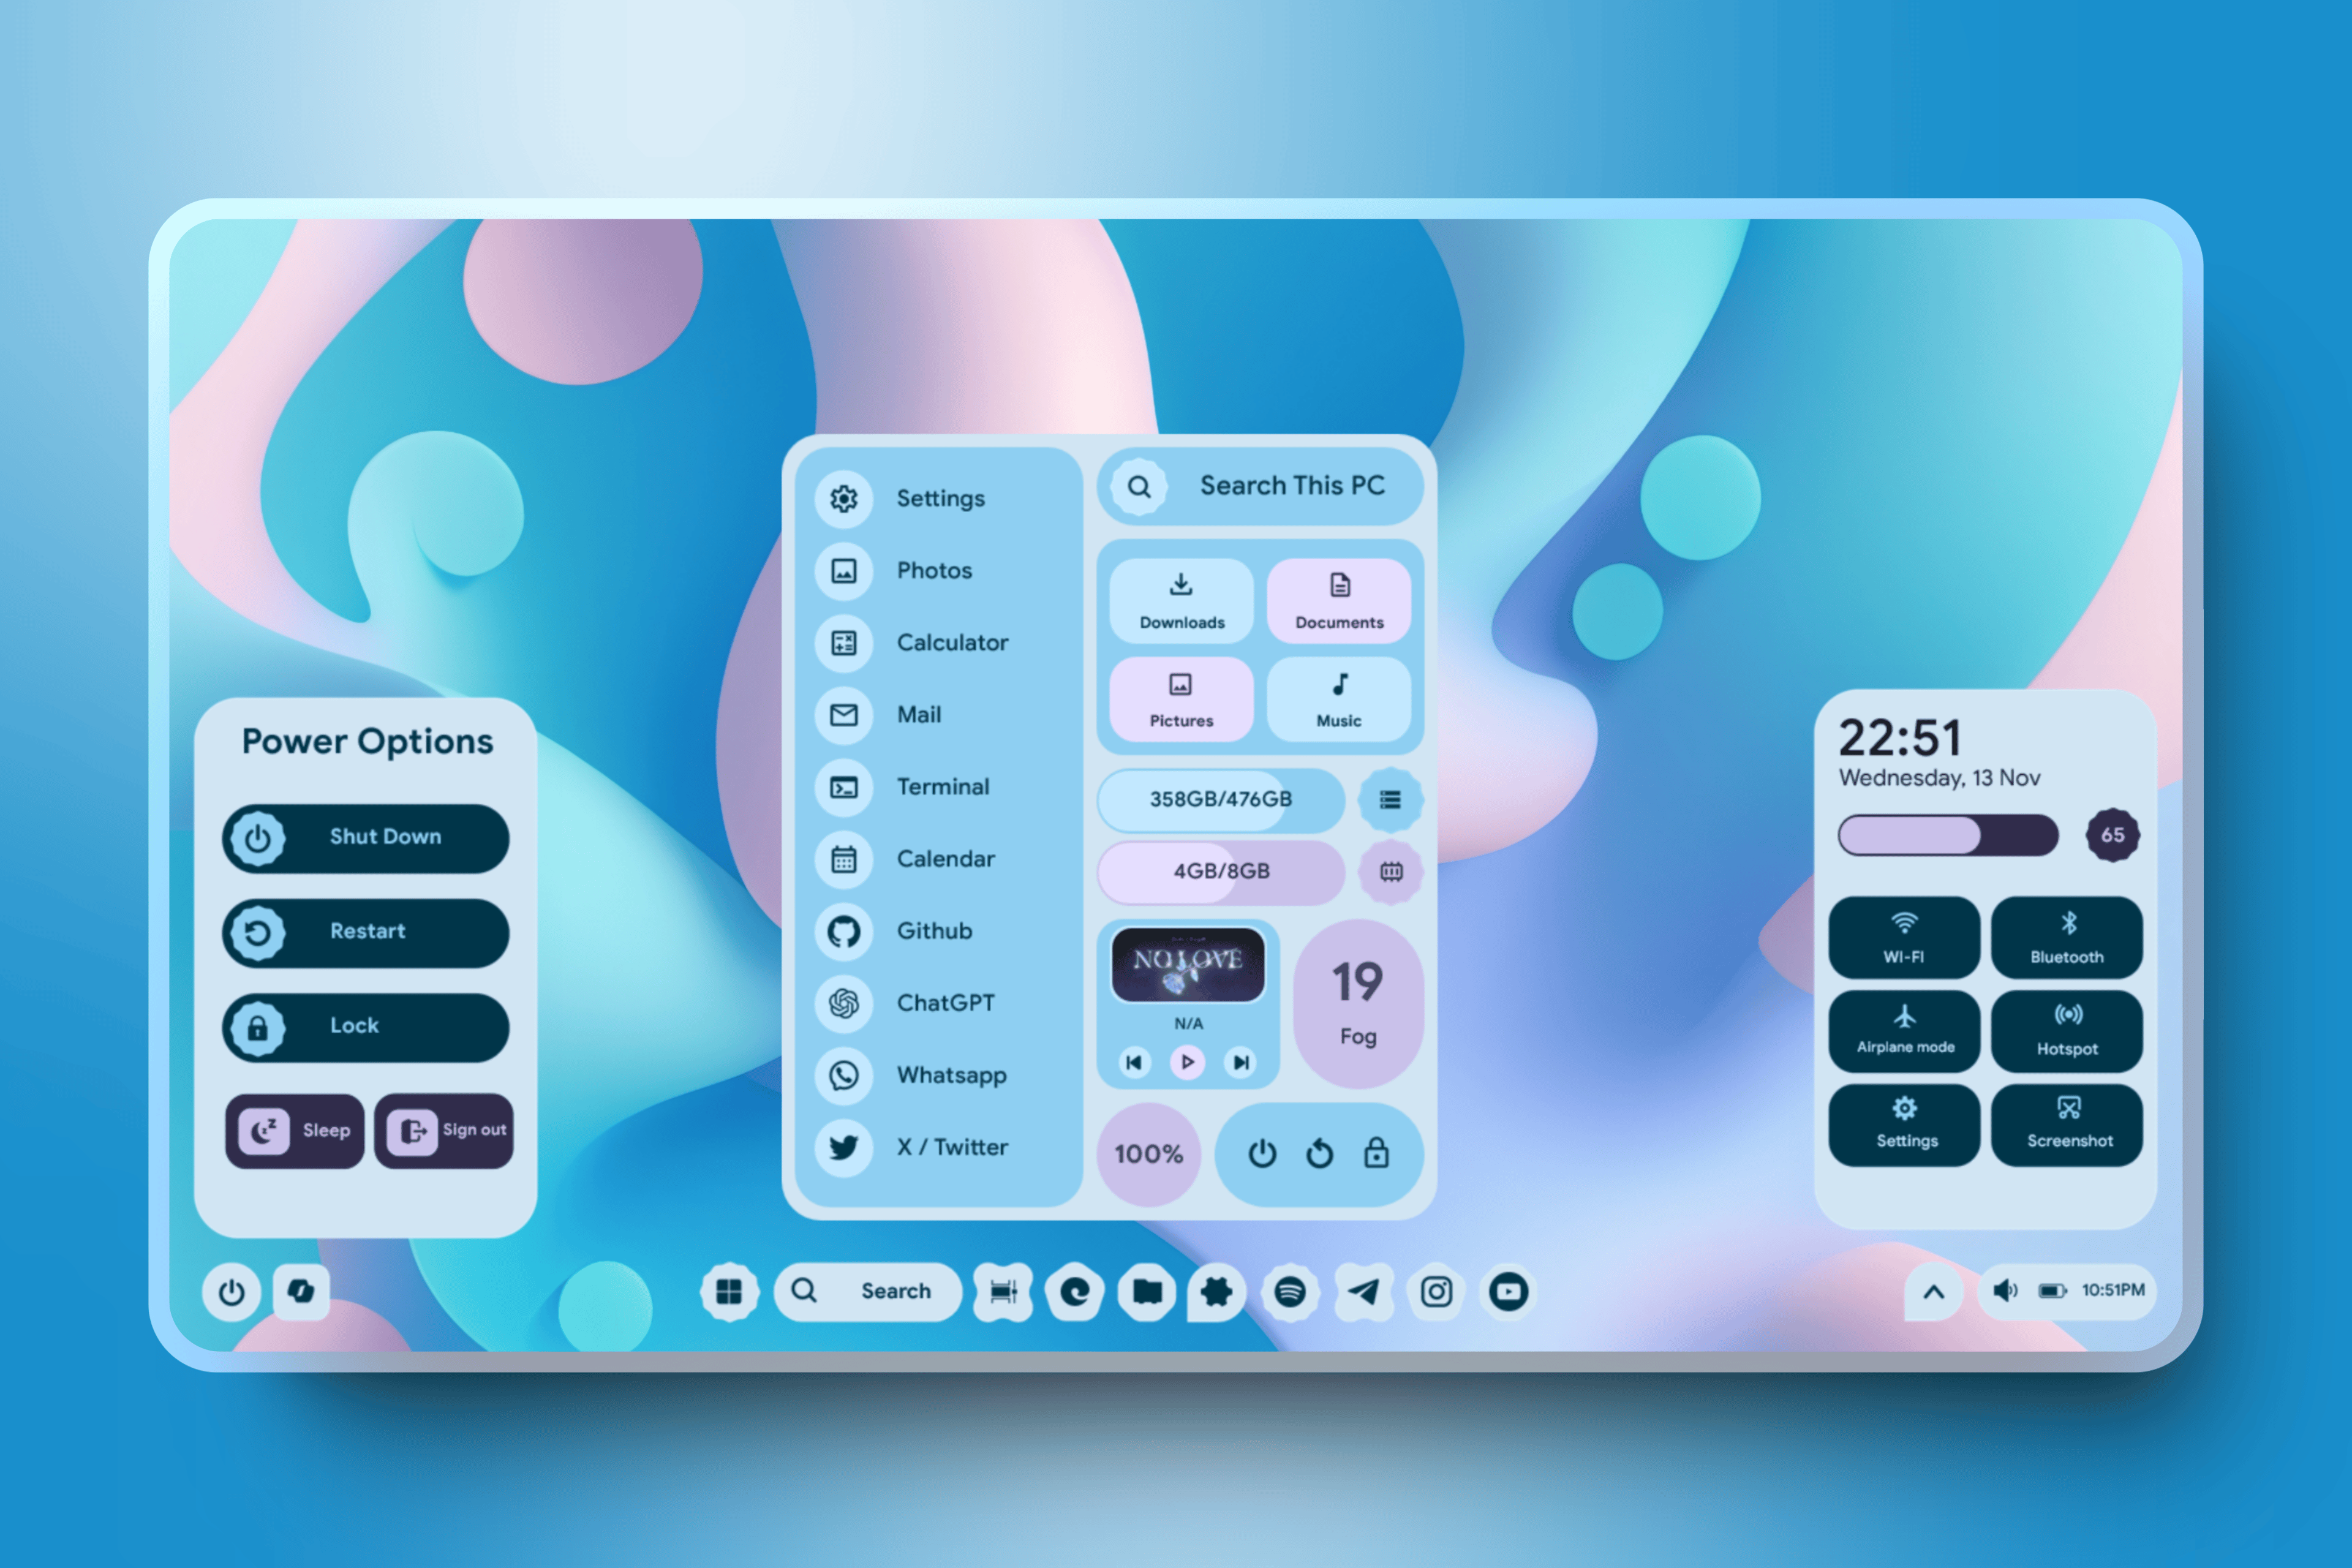 Power Options
Shut Down
Restart
Lock
Sleep
Sign out
Settings
Photos
Calculator
Mail
Terminal
Calendar
Github
ChatGPT
Whatsapp
X / Twitter
Search This PC
Downloads
Documents
Pictures
Music
358GB/476GB
4GB/8GB
NO LOVE
N/A
19
Fog
100%
22:51
Wednesday, 13 Nov
65
WI-FI
Bluetooth
Airplane mode
Hotspot
Settings
Screenshot
Search
10:51PM